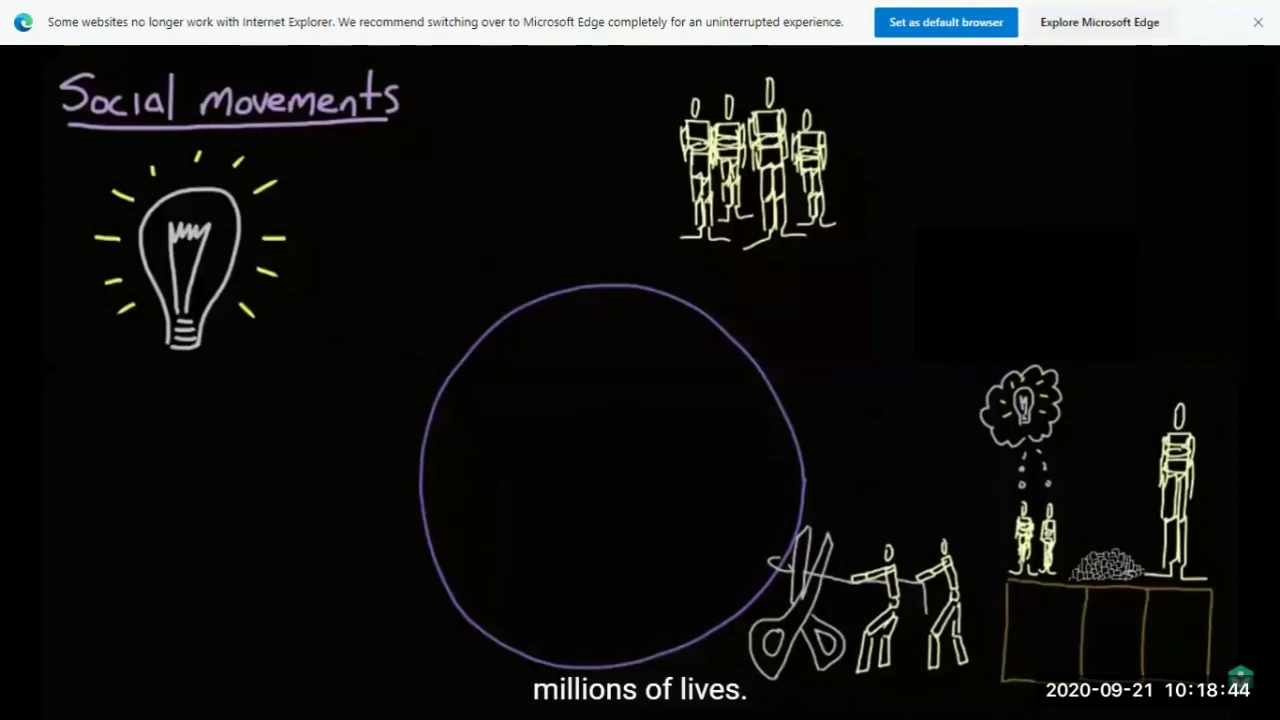 Some websites no longer work with Internet Explorer. We recommend switching over to Microsoft Edge completely for an uninterrupted experience.
Set as default browser
Explore Microsoft Edge
Social movements
millions of lives.
2020-09-21 10:18:44